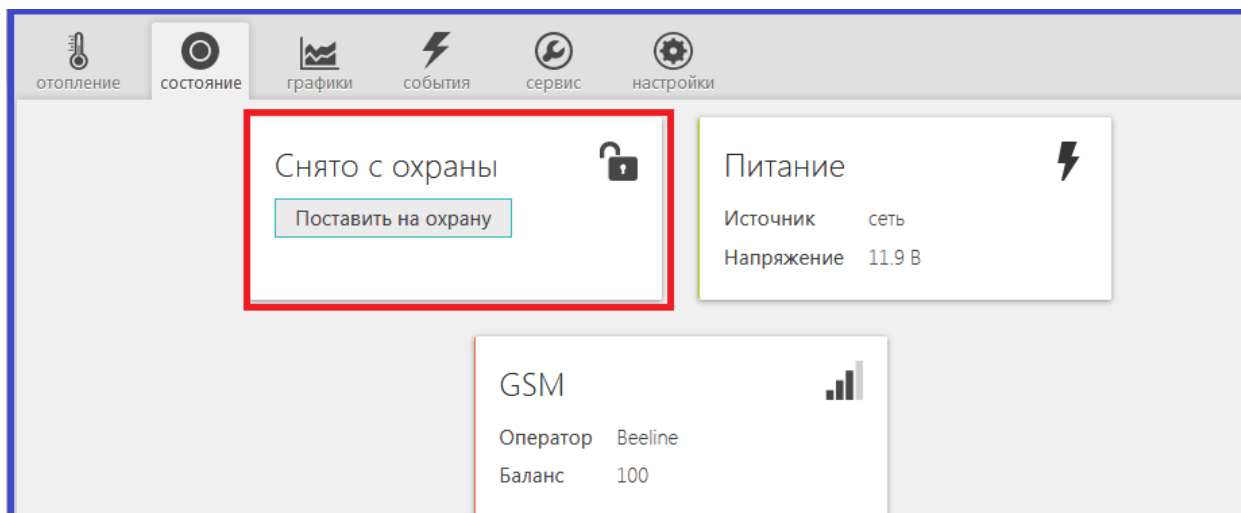 отопление состояние графики события сервис настройки
Снято с охраны
Поставить на охрану
Питание
Источник сеть
Напряжение 11.9 В
GSM
Оператор Beeline
Баланс 100